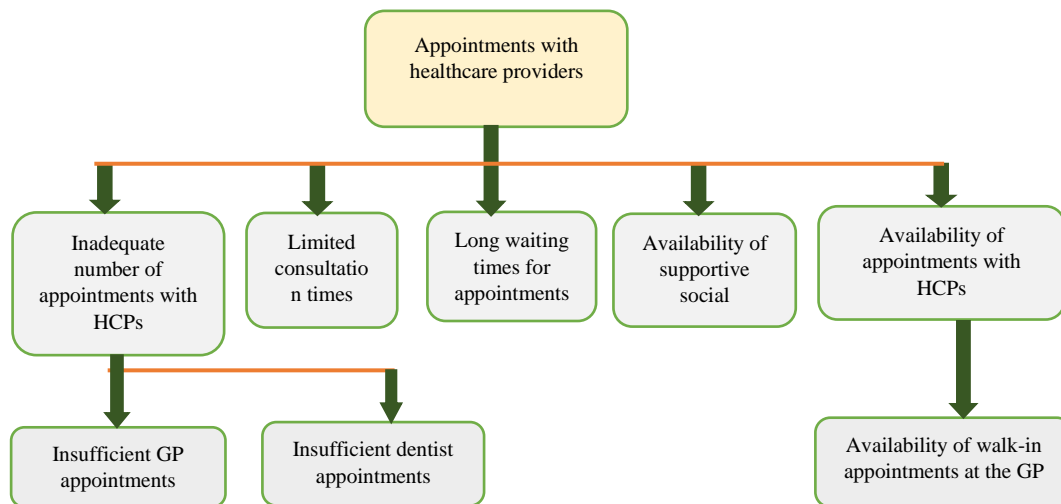 Appointments with
healthcare providers
Inadequate
number of
appointments with
HCPs
Limited
consultatio
n times
Long waiting
times for
appointments
Availability of
supportive
social
Availability of
appointments with
HCPs
Insufficient GP
appointments
Insufficient dentist
appointments
Availability of walk-in
appointments at the GP